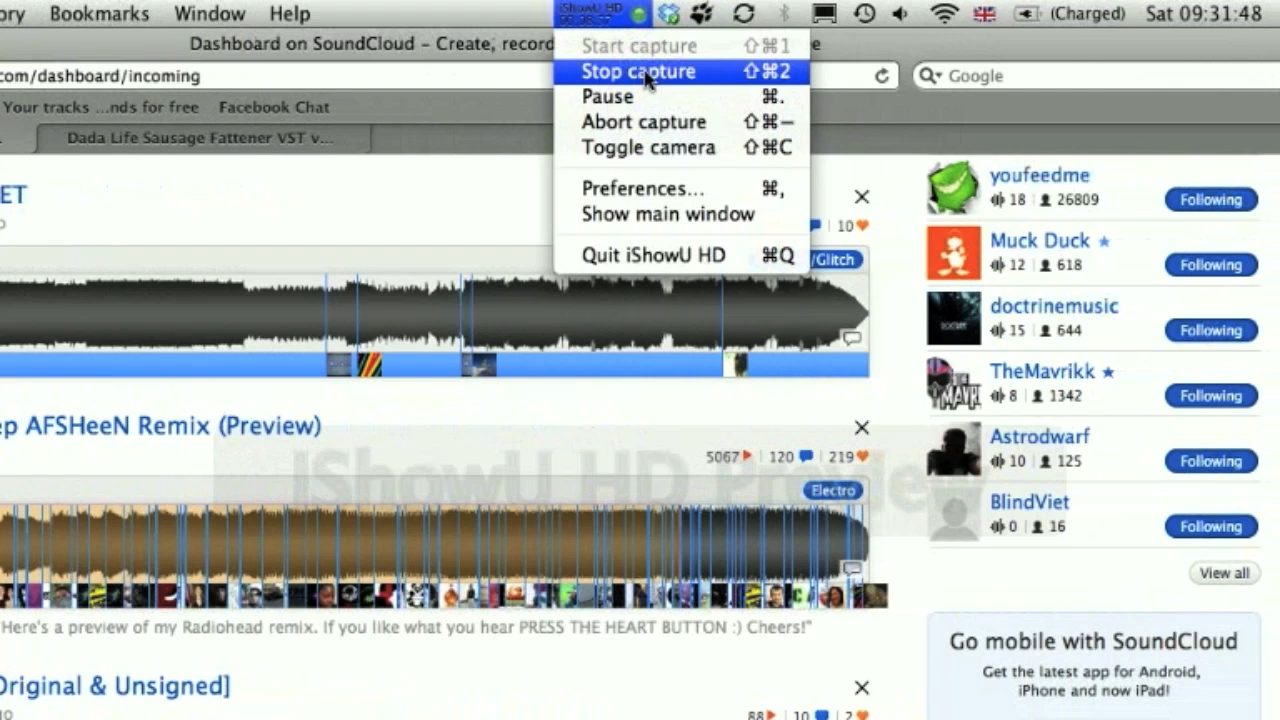 ory Bookmarks Window Help iShowU HD (Charged) Sat 09:31:48
Dashboard on SoundCloud – Create, record e
com/dashboard/incoming Google
Your tracks ...nds for free Facebook Chat
Dada Life Sausage Fattener VST v...
Start capture ⇧⌘1
Stop capture ⇧⌘2
Pause ⌘.
Abort capture ⇧⌘–
Toggle camera ⇧⌘C
Preferences... ⌘,
Show main window
Quit iShowU HD ⌘Q
ET
10
/Glitch
ep AFSHeeN Remix (Preview)
5067 120 219
Electro
iShowU HD Preview
Here's a preview of my Radiohead remix. If you like what you hear PRESS THE HEART BUTTON :) Cheers!"
Original & Unsigned]
88 10 2
youfeedme
18 26809 Following
Muck Duck
12 618 Following
doctrinemusic
15 644 Following
TheMavrikk
8 1342 Following
Astrodwarf
10 125 Following
BlindViet
0 16 Following
View all
Go mobile with SoundCloud
Get the latest app for Android,
iPhone and now iPad!